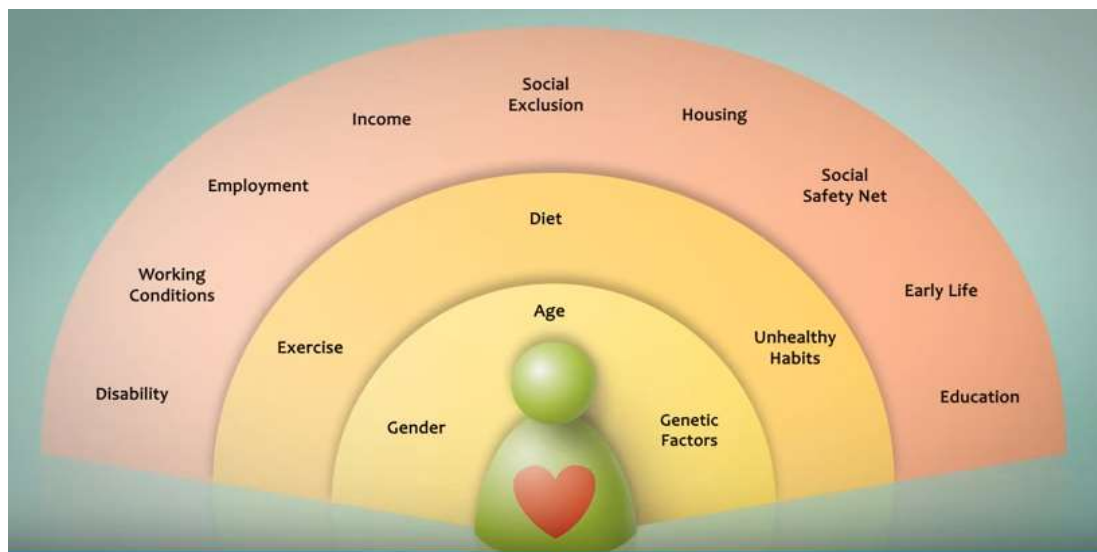 Social
Exclusion
Income
Housing
Employment
Social
Safety Net
Working
Conditions
Early Life
Disability
Education
Diet
Exercise
Unhealthy
Habits
Age
Gender
Genetic
Factors